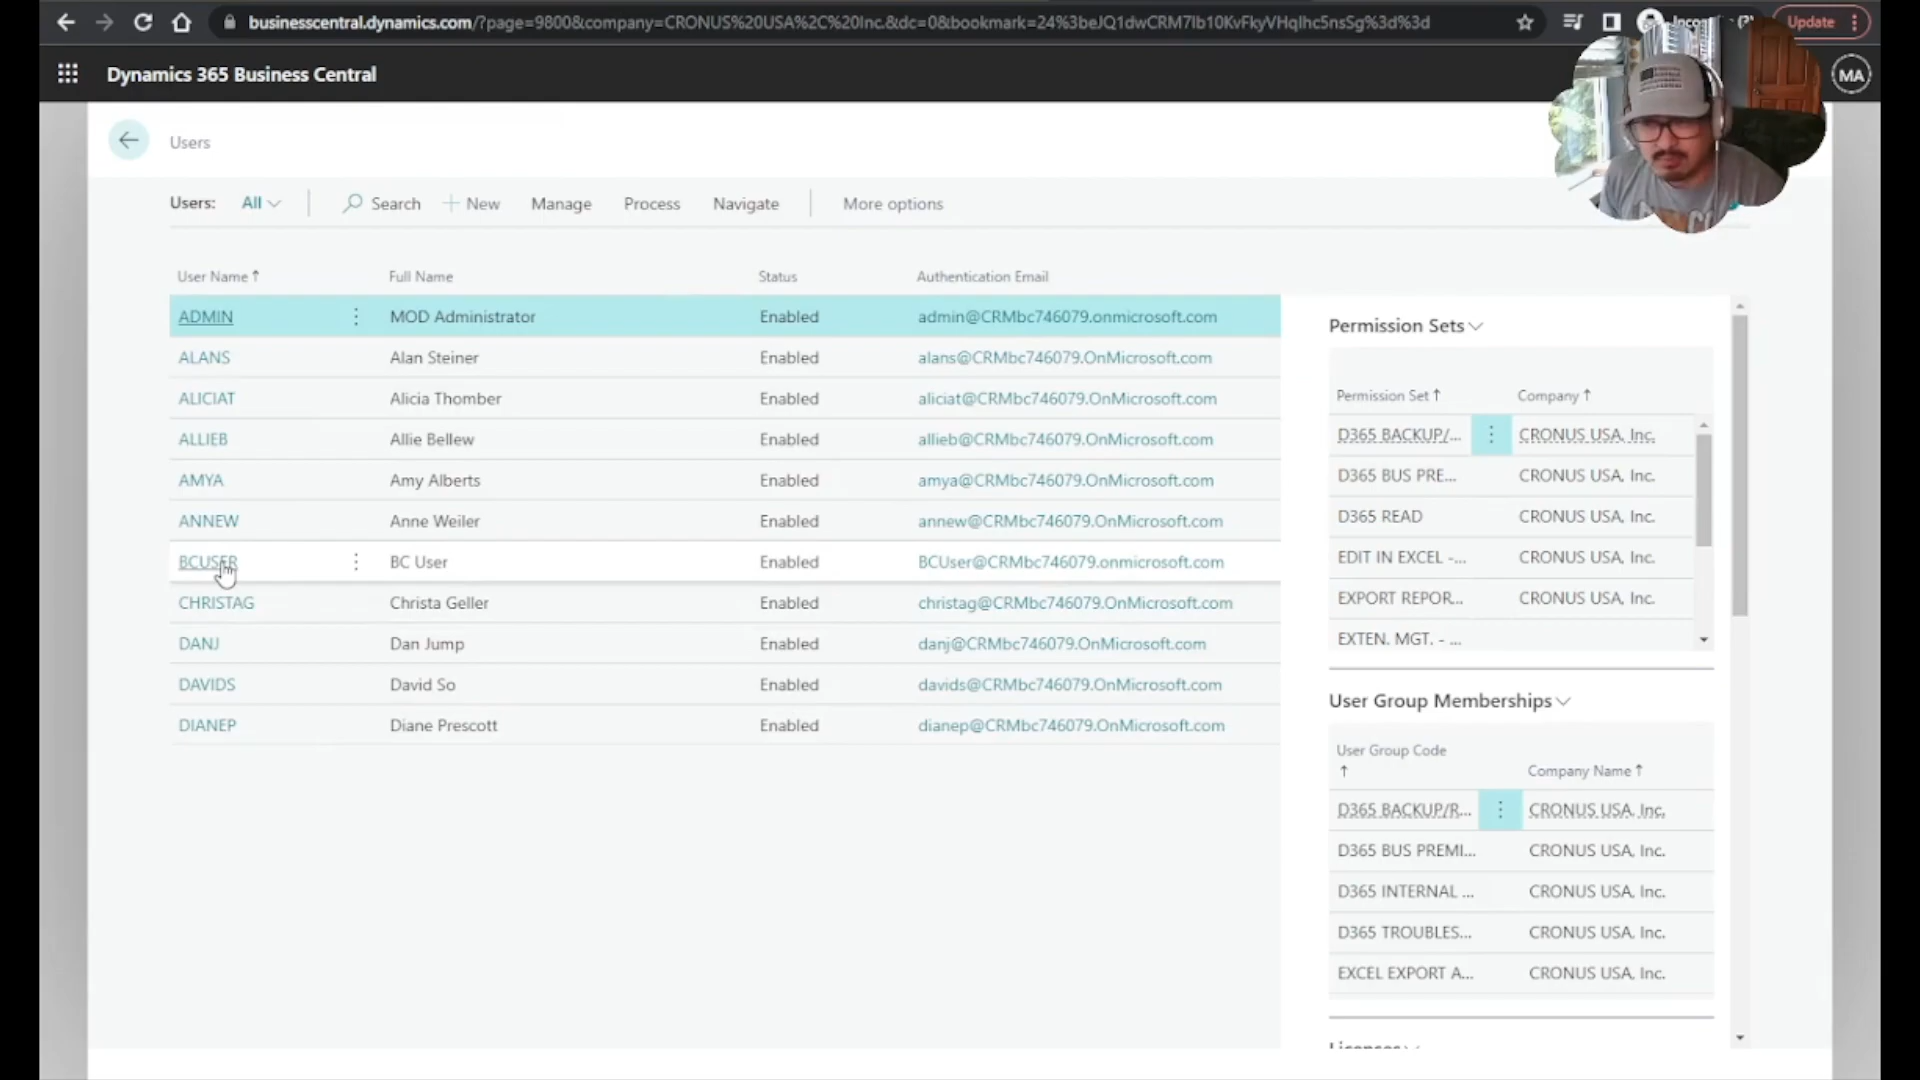 businesscentral.dynamics.com/?page=9800&company=CRONUS%20USA%2C%20Inc.&dc=0&bookmark=24%3beJQ1dwCRM7Ib10KvFkyVHqIhc5nsSg%3d%3d
Update
Dynamics 365 Business Central
MA
Users
Users: All Search New Manage Process Navigate More options
User Name Full Name Status Authentication Email
ADMIN MOD Administrator Enabled admin@CRMbc746079.onmicrosoft.com
ALANS Alan Steiner Enabled alans@CRMbc746079.OnMicrosoft.com
ALICIAT Alicia Thomber Enabled aliciat@CRMbc746079.OnMicrosoft.com
ALLIEB Allie Bellew Enabled allieb@CRMbc746079.OnMicrosoft.com
AMYA Amy Alberts Enabled amya@CRMbc746079.OnMicrosoft.com
ANNEW Anne Weiler Enabled annew@CRMbc746079.OnMicrosoft.com
BCUSER BC User Enabled BCUser@CRMbc746079.onmicrosoft.com
CHRISTAG Christa Geller Enabled christag@CRMbc746079.OnMicrosoft.com
DANJ Dan Jump Enabled danj@CRMbc746079.OnMicrosoft.com
DAVIDS David So Enabled davids@CRMbc746079.OnMicrosoft.com
DIANEP Diane Prescott Enabled dianep@CRMbc746079.OnMicrosoft.com
Permission Sets
Permission Set Company
D365 BACKUP/... CRONUS USA, Inc.
D365 BUS PRE... CRONUS USA, Inc.
D365 READ CRONUS USA, Inc.
EDIT IN EXCEL -... CRONUS USA, Inc.
EXPORT REPOR... CRONUS USA, Inc.
EXTEN. MGT. - ...
User Group Memberships
User Group Code
Company Name
D365 BACKUP/R... CRONUS USA, Inc.
D365 BUS PREMI... CRONUS USA, Inc.
D365 INTERNAL ... CRONUS USA, Inc.
D365 TROUBLES... CRONUS USA, Inc.
EXCEL EXPORT A... CRONUS USA, Inc.
Licenses